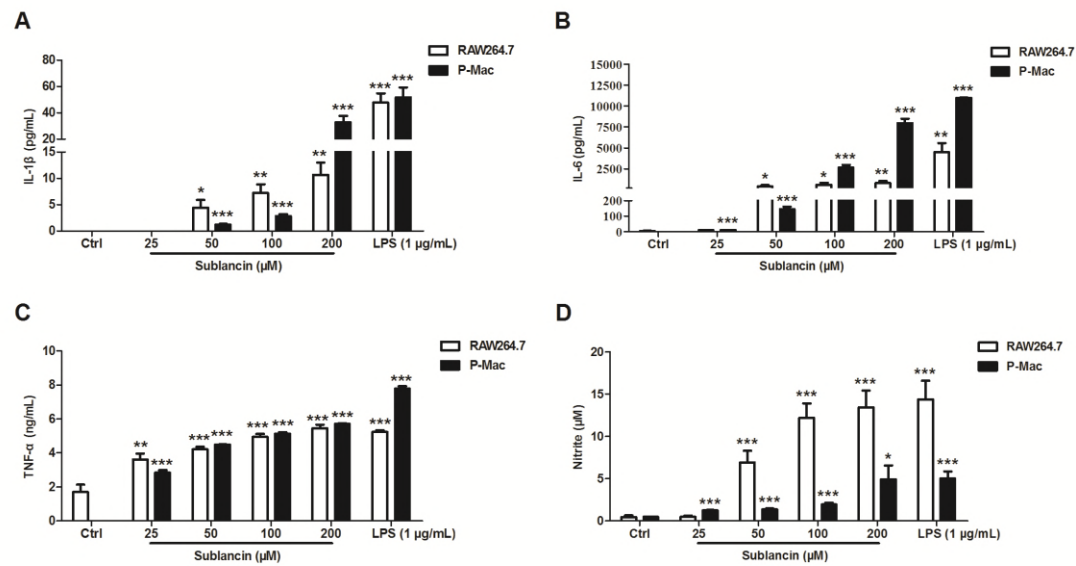 A
RAW264.7
P-Mac
IL-1β (pg/mL)
80
60
40
20
15
10
5
0
* *** ** *** ** *** *** ***
Ctrl 25 50 100 200 LPS (1 µg/mL)
Sublancin (µM)
B
RAW264.7
P-Mac
IL-6 (pg/mL)
15000
12500
10000
7500
5000
2500
200
100
0
*** * *** * *** ** *** ** ***
Ctrl 25 50 100 200 LPS (1 µg/mL)
Sublancin (µM)
C
RAW264.7
P-Mac
TNF-α (ng/mL)
10
8
6
4
2
0
** *** *** *** *** *** *** *** *** ***
Ctrl 25 50 100 200 LPS (1 µg/mL)
Sublancin (µM)
D
RAW264.7
P-Mac
Nitrite (µM)
20
15
10
5
0
*** *** *** *** *** *** * *** ***
Ctrl 25 50 100 200 LPS (1 µg/mL)
Sublancin (µM)